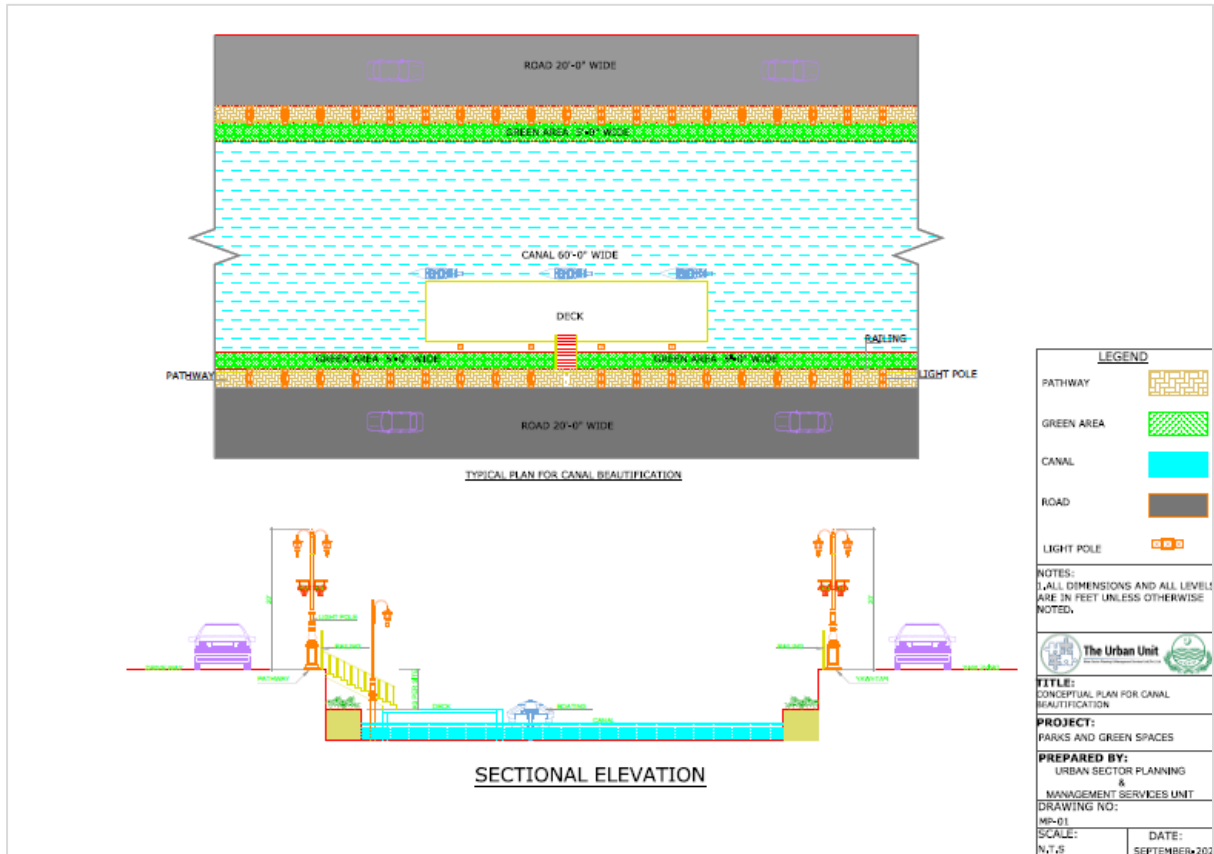 ROAD 20'-0" WIDE
GREEN AREA 5'-0" WIDE
CANAL 60'-0" WIDE
DECK
RAILING
GREEN AREA 5'-0" WIDE
GREEN AREA 5'-0" WIDE
PATHWAY
LIGHT POLE
ROAD 20'-0" WIDE
TYPICAL PLAN FOR CANAL BEAUTIFICATION
20'
20'
LIGHT POLE
PATHWAY
DECK
BOATING
CANAL
SECTIONAL ELEVATION
LEGEND
PATHWAY
GREEN AREA
CANAL
ROAD
LIGHT POLE
NOTES:
1.ALL DIMENSIONS AND ALL LEVELS
ARE IN FEET UNLESS OTHERWISE
NOTED.
The Urban Unit
TITLE:
CONCEPTUAL PLAN FOR CANAL
BEAUTIFICATION
PROJECT:
PARKS AND GREEN SPACES
PREPARED BY:
URBAN SECTOR PLANNING
&
MANAGEMENT SERVICES UNIT
DRAWING NO:
MP-01
SCALE:
N.T.S
DATE:
SEPTEMBER-202